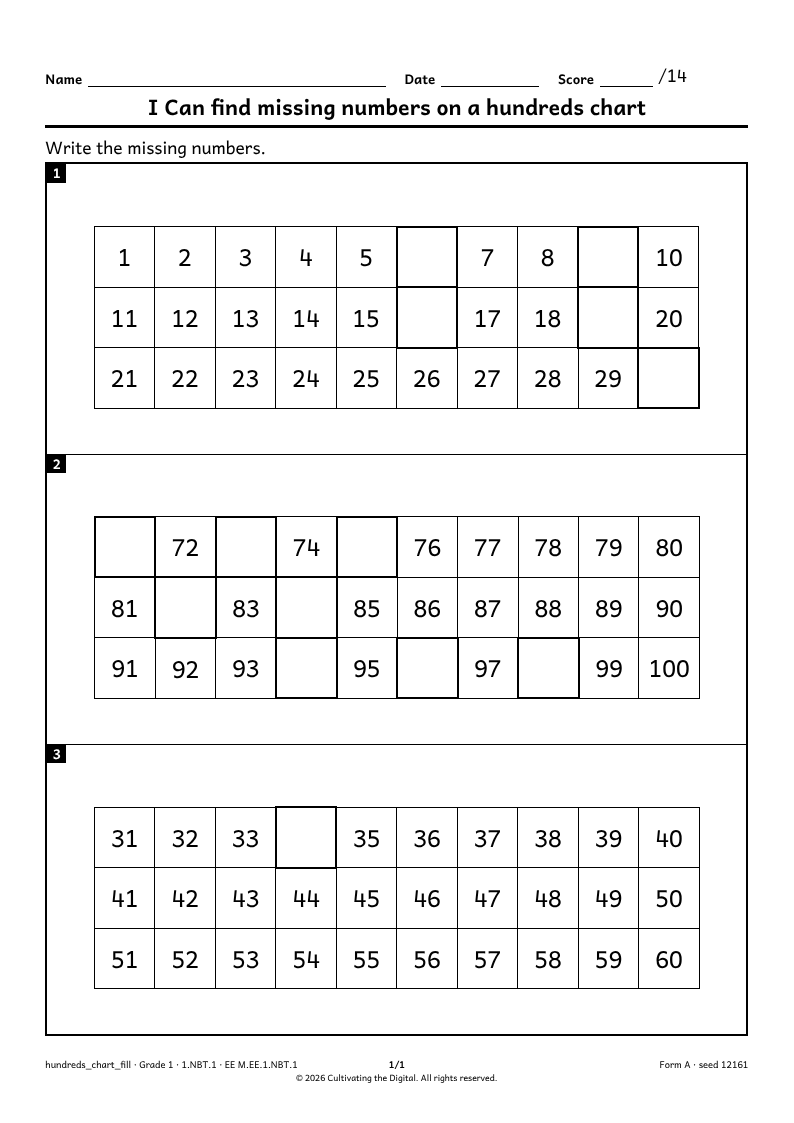 Name Date Score /14
I Can find missing numbers on a hundreds chart
Write the missing numbers.
1
1 2 3 4 5 7 8 10
11 12 13 14 15 17 18 20
21 22 23 24 25 26 27 28 29
2
72 74 76 77 78 79 80
81 83 85 86 87 88 89 90
91 92 93 95 97 99 100
3
31 32 33 35 36 37 38 39 40
41 42 43 44 45 46 47 48 49 50
51 52 53 54 55 56 57 58 59 60
hundreds_chart_fill · Grade 1 · 1.NBT.1 · EE M.EE.1.NBT.1 1/1 Form A · seed 12161
© 2026 Cultivating the Digital. All rights reserved.